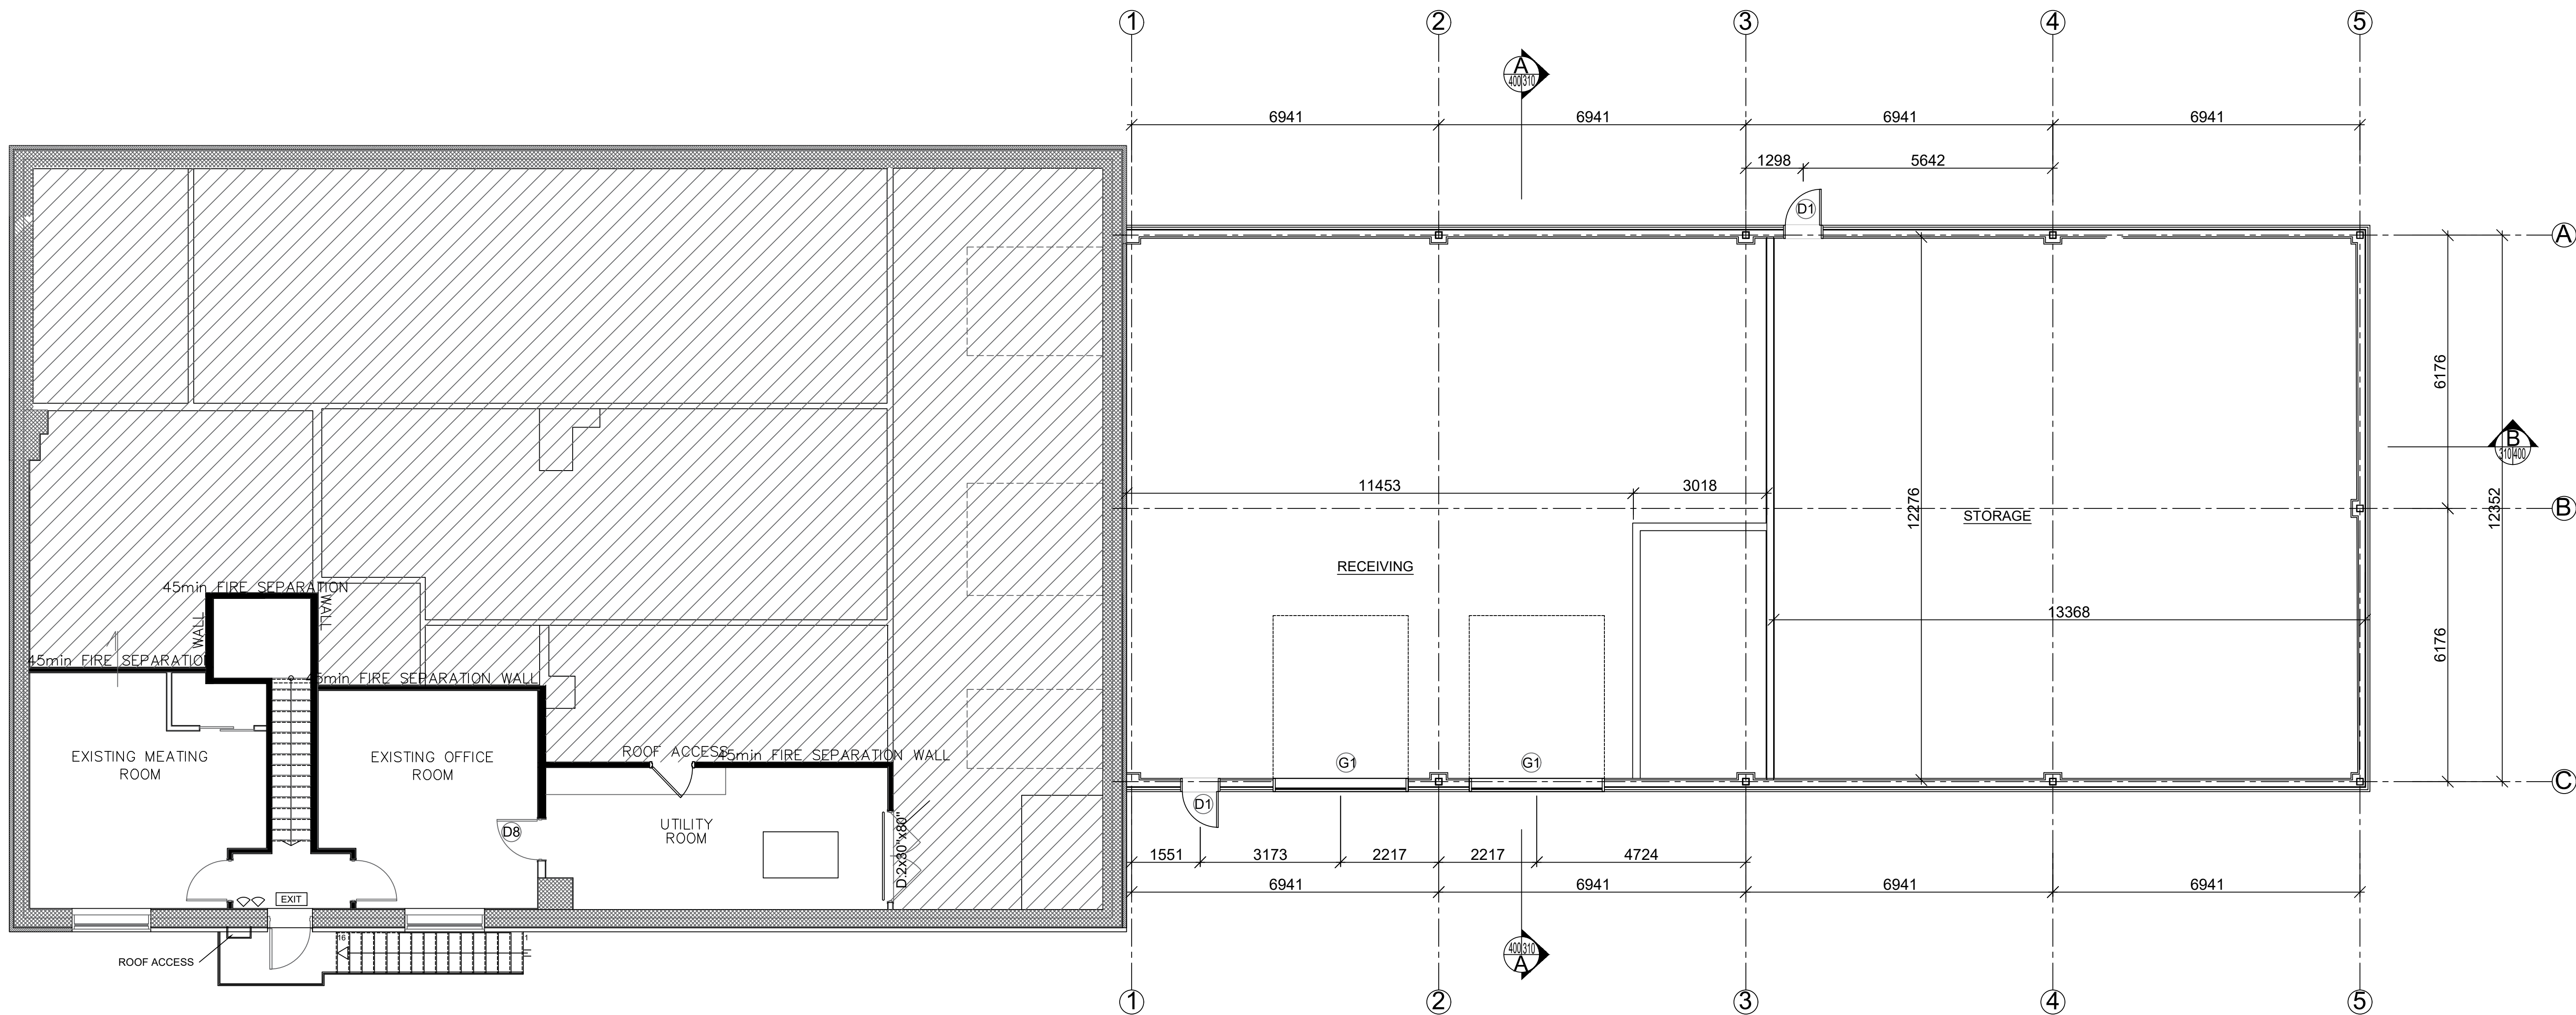 1
2
3
4
5
A
400|310
6941
6941
6941
6941
1298
5642
D1
A
6176
12352
B
310|400
11453
3018
12276
STORAGE
B
RECEIVING
13368
6176
45min FIRE SEPARATION
WALL
WALL
45min FIRE SEPARATION
45min FIRE SEPARATION WALL
EXISTING MEATING
ROOM
EXISTING OFFICE
ROOM
ROOF ACCESS
45min FIRE SEPARATION WALL
UTILITY
ROOM
D8
D.2x30"x80"
G1
G1
D1
C
1551
3173
2217
2217
4724
6941
6941
6941
6941
EXIT
16
1
ROOF ACCESS
400|310
A
1
2
3
4
5